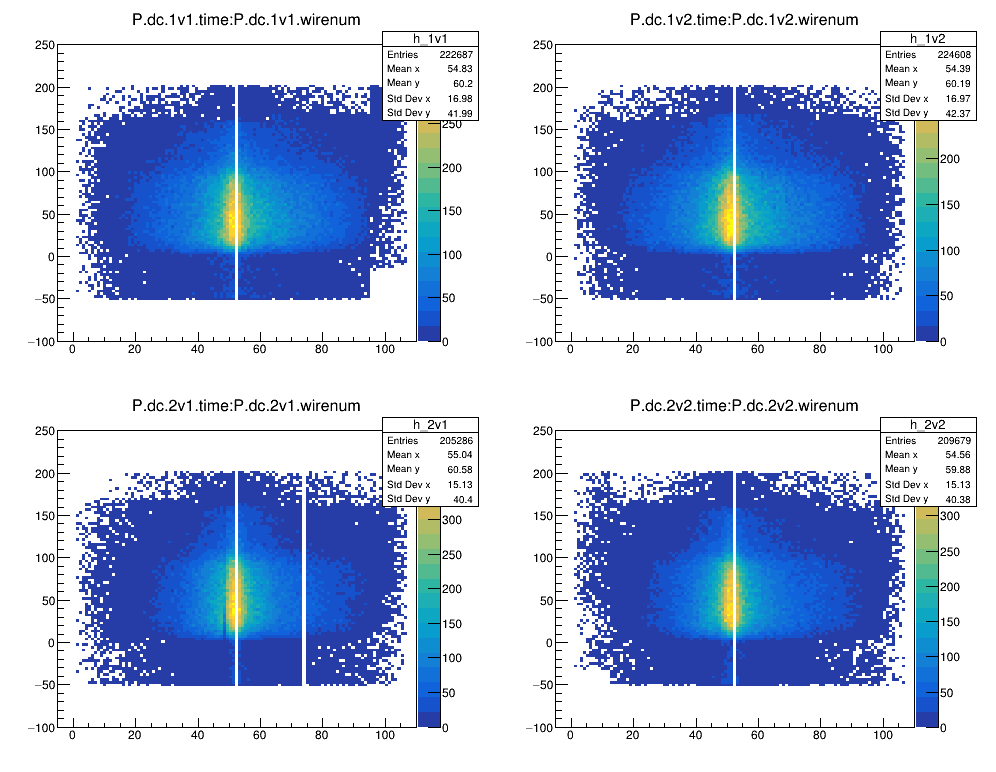 P.dc.1v1.time:P.dc.1v1.wirenum
h_1v1
Entries 222687
Mean x 54.83
Mean y 60.2
Std Dev x 16.98
Std Dev y 41.99
250
200
150
100
50
0
−50
−100
0 20 40 60 80 100
250
200
150
100
50
0
P.dc.1v2.time:P.dc.1v2.wirenum
h_1v2
Entries 224608
Mean x 54.39
Mean y 60.19
Std Dev x 16.97
Std Dev y 42.37
250
200
150
100
50
0
−50
−100
0 20 40 60 80 100
200
150
100
50
0
P.dc.2v1.time:P.dc.2v1.wirenum
h_2v1
Entries 205286
Mean x 55.04
Mean y 60.58
Std Dev x 15.13
Std Dev y 40.4
250
200
150
100
50
0
−50
−100
0 20 40 60 80 100
300
250
200
150
100
50
0
P.dc.2v2.time:P.dc.2v2.wirenum
h_2v2
Entries 209679
Mean x 54.56
Mean y 59.88
Std Dev x 15.13
Std Dev y 40.38
250
200
150
100
50
0
−50
−100
0 20 40 60 80 100
300
250
200
150
100
50
0